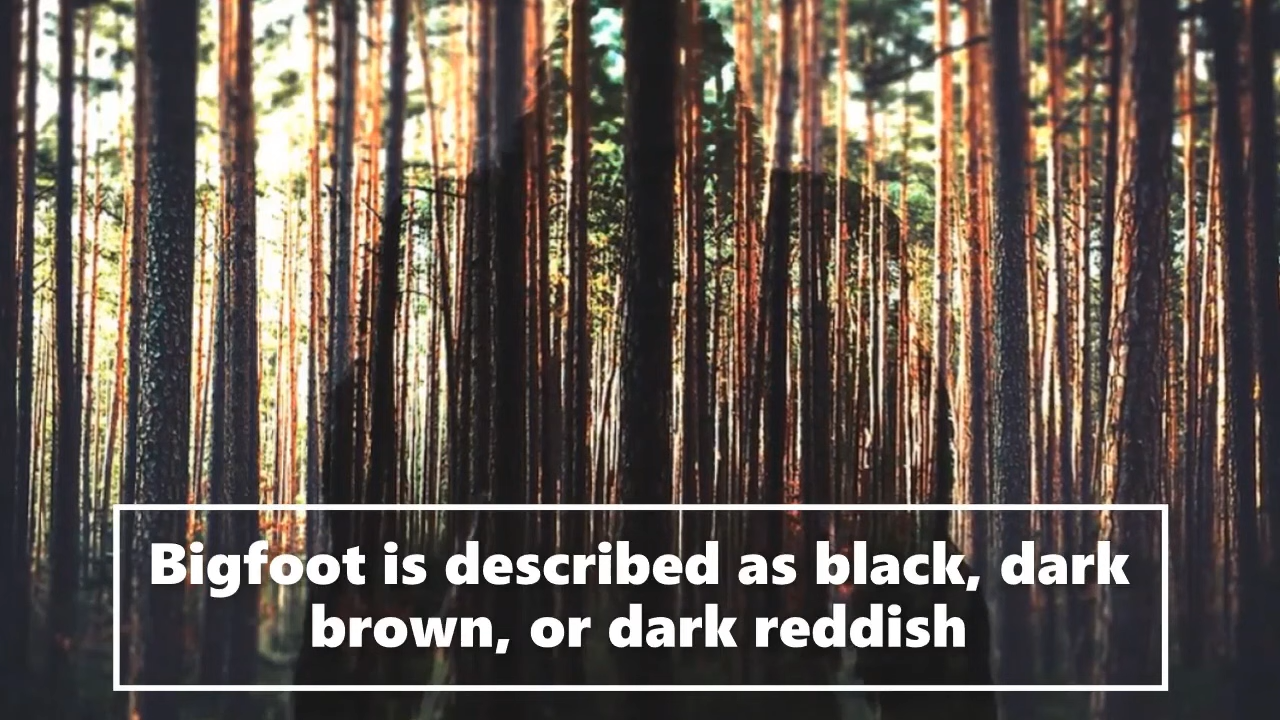 Bigfoot is described as black, dark
brown, or dark reddish